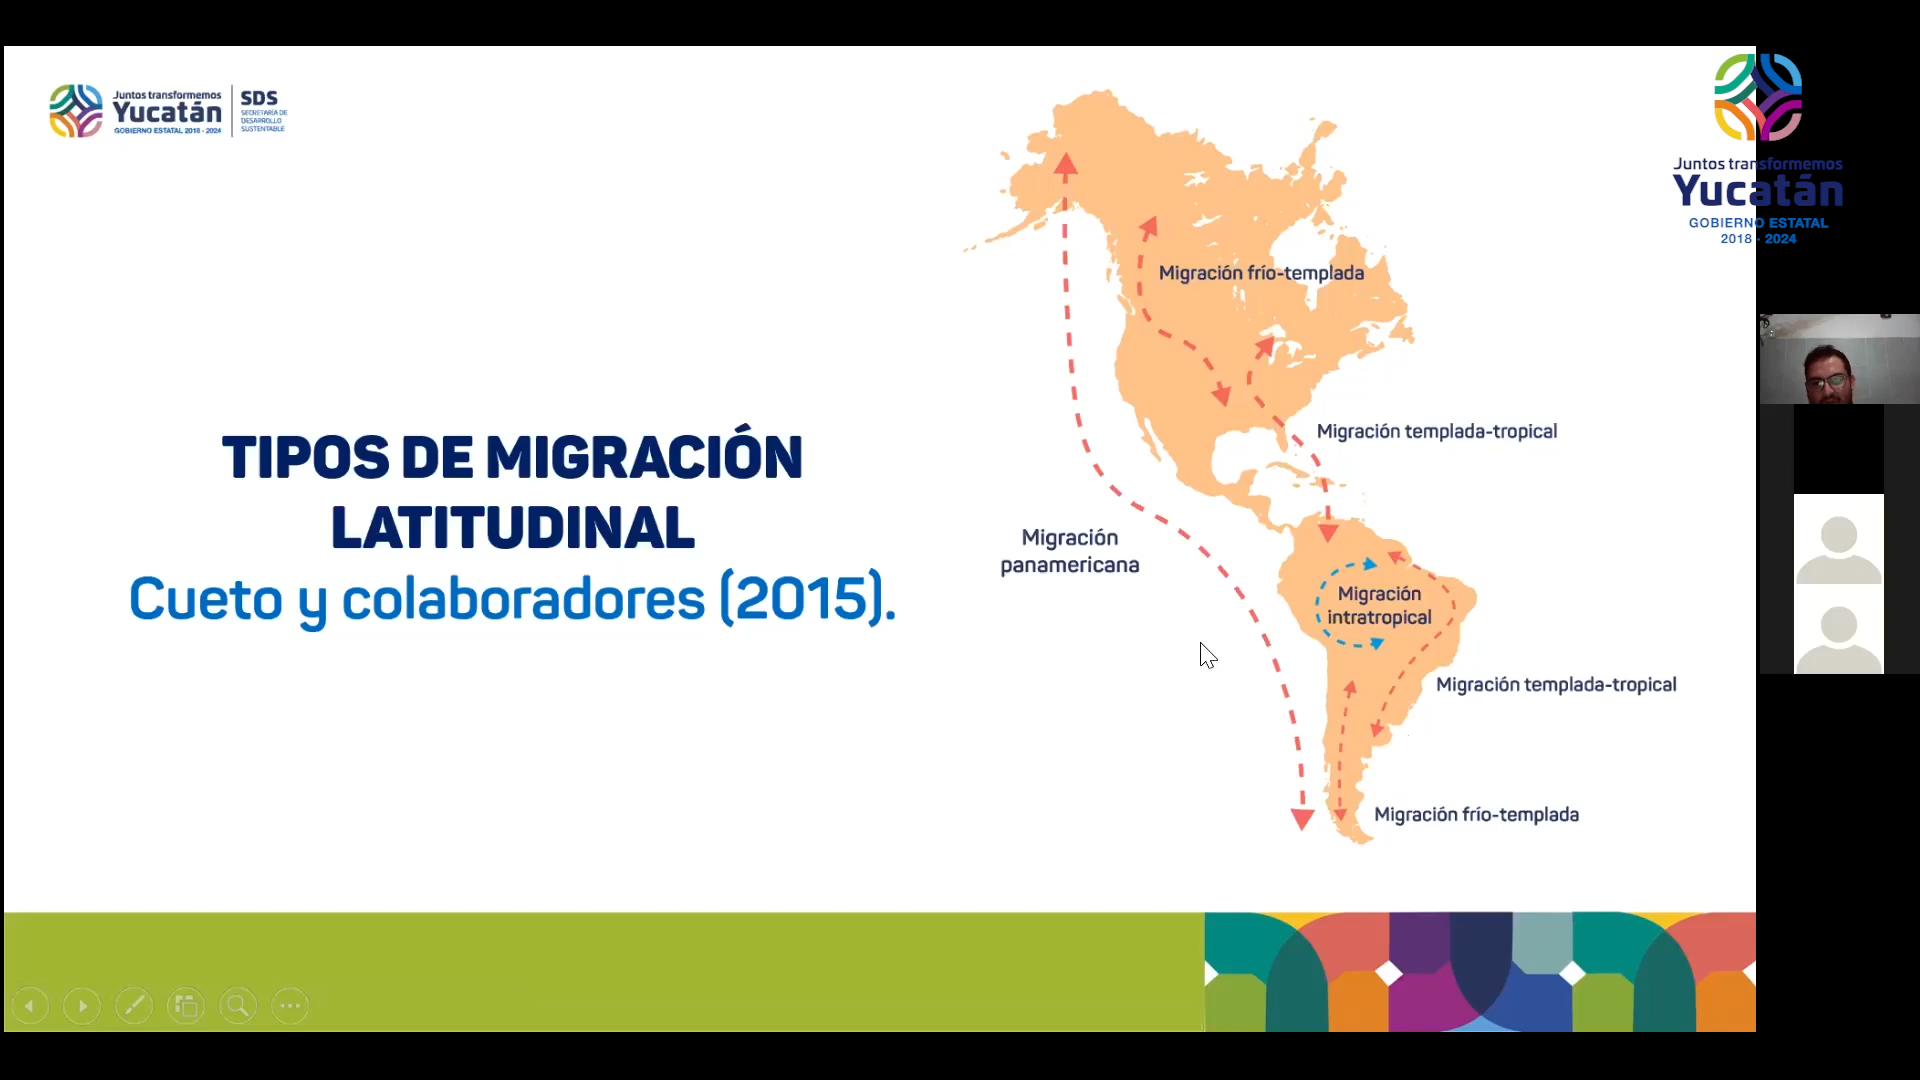 Juntos transformemos
Yucatán
GOBIERNO ESTATAL 2018 - 2024
SDS
SECRETARÍA DE
DESARROLLO
SUSTENTABLE
Juntos transformemos
Yucatán
GOBIERNO ESTATAL
2018 - 2024
TIPOS DE MIGRACIÓN
LATITUDINAL
Cueto y colaboradores (2015).
Migración frío-templada
Migración templada-tropical
Migración
panamericana
Migración
intratropical
Migración templada-tropical
Migración frío-templada